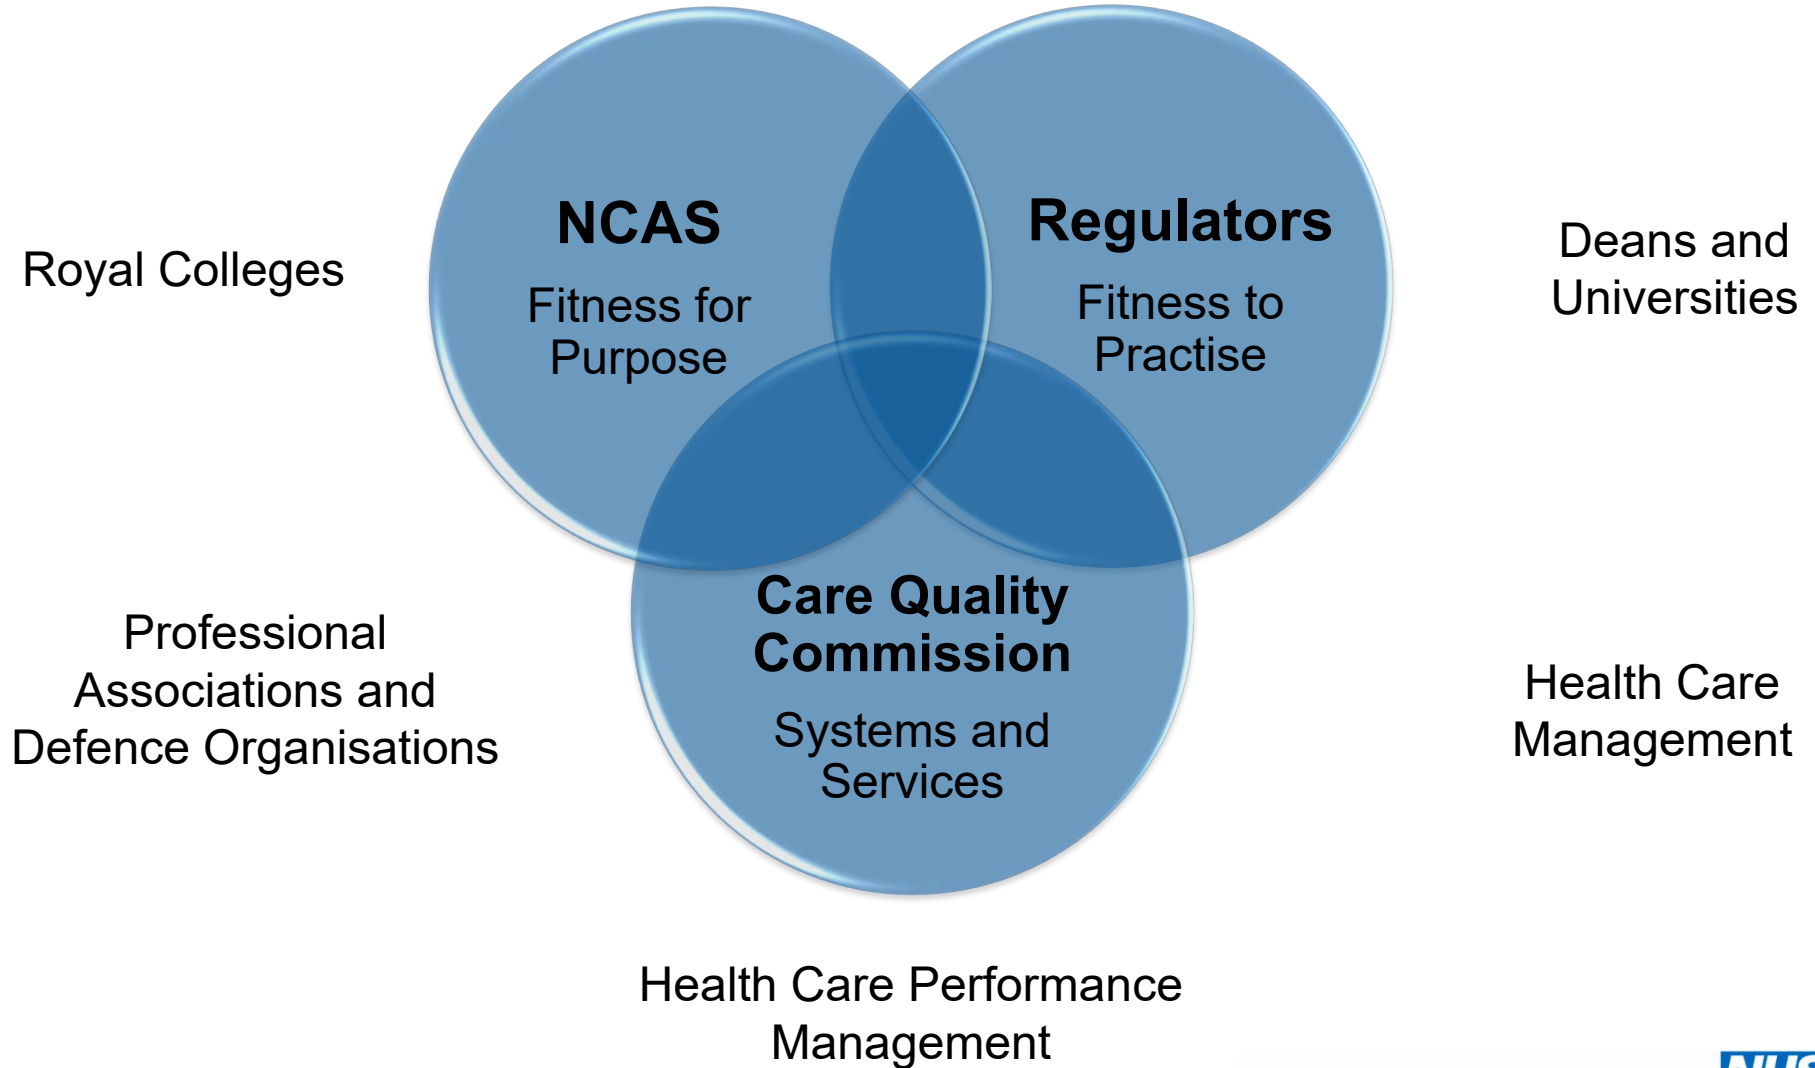 NCAS
Fitness for
Purpose
Regulators
Fitness to
Practise
Royal Colleges
Deans and
Universities
Care Quality
Commission
Systems and
Services
Professional
Associations and
Defence Organisations
Health Care
Management
Health Care Performance
Management